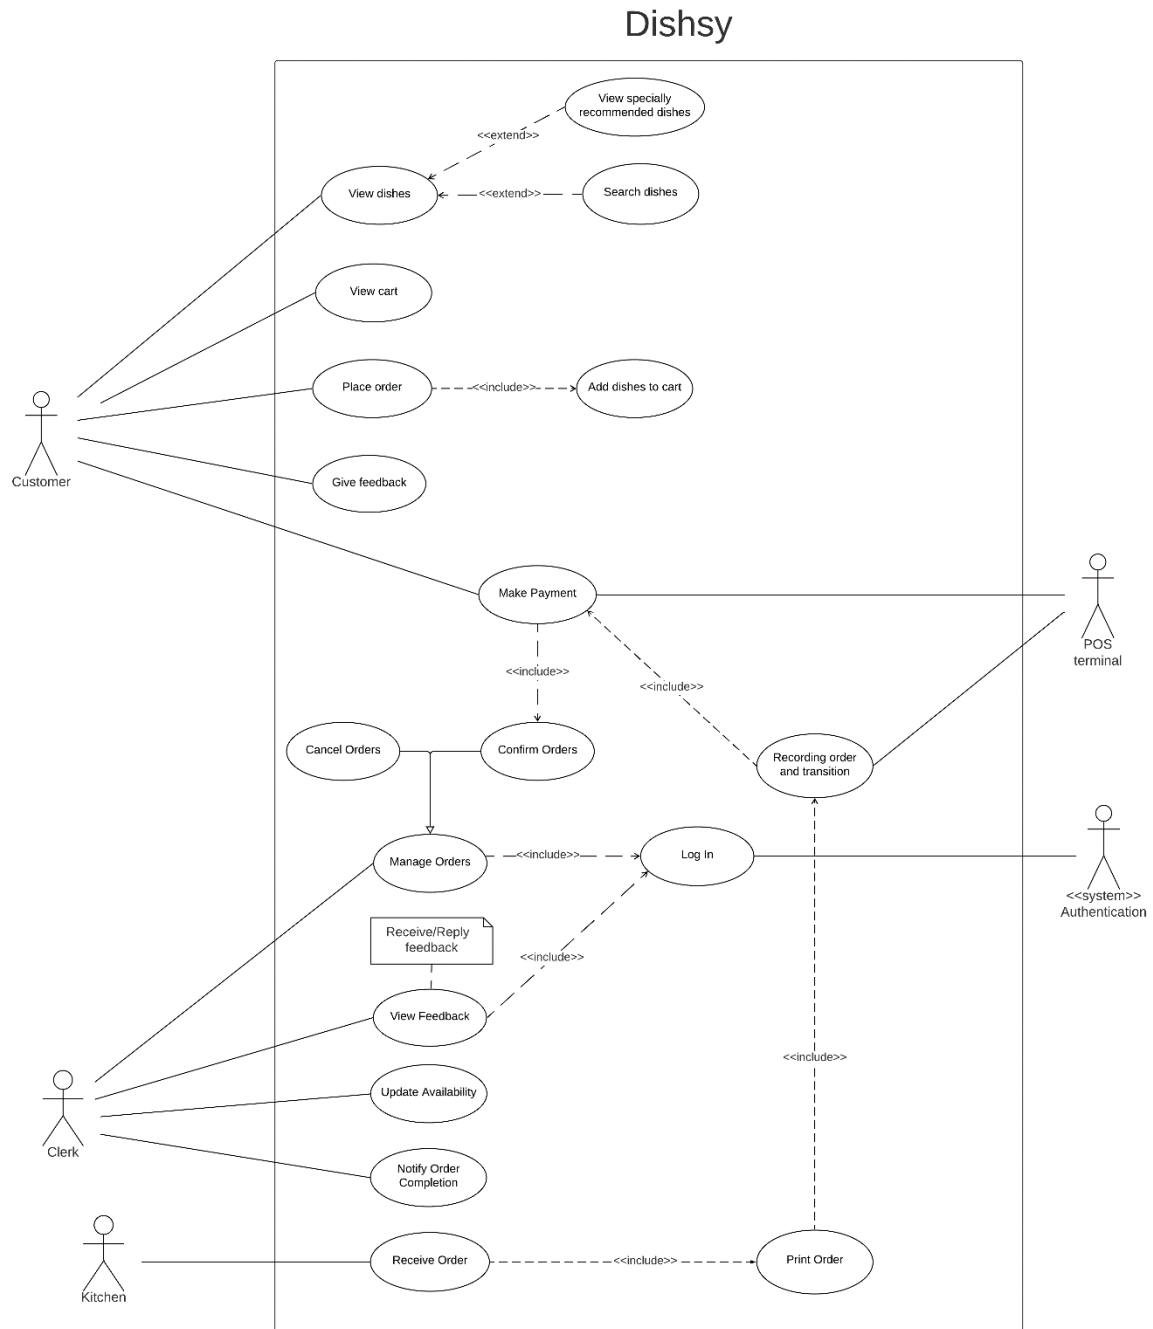 Dishsy
View specially
recommended dishes
<<extend>>
View dishes
<<extend>>
Search dishes
View cart
Place order
<<include>>
Add dishes to cart
Customer
Give feedback
Make Payment
POS
terminal
<<include>>
<<include>>
Cancel Orders
Confirm Orders
Recording order
and transition
Manage Orders
<<include>>
Log In
<<system>>
Authentication
Receive/Reply
feedback
<<include>>
View Feedback
<<include>>
Update Availability
Clerk
Notify Order
Completion
Receive Order
<<include>>
Print Order
Kitchen